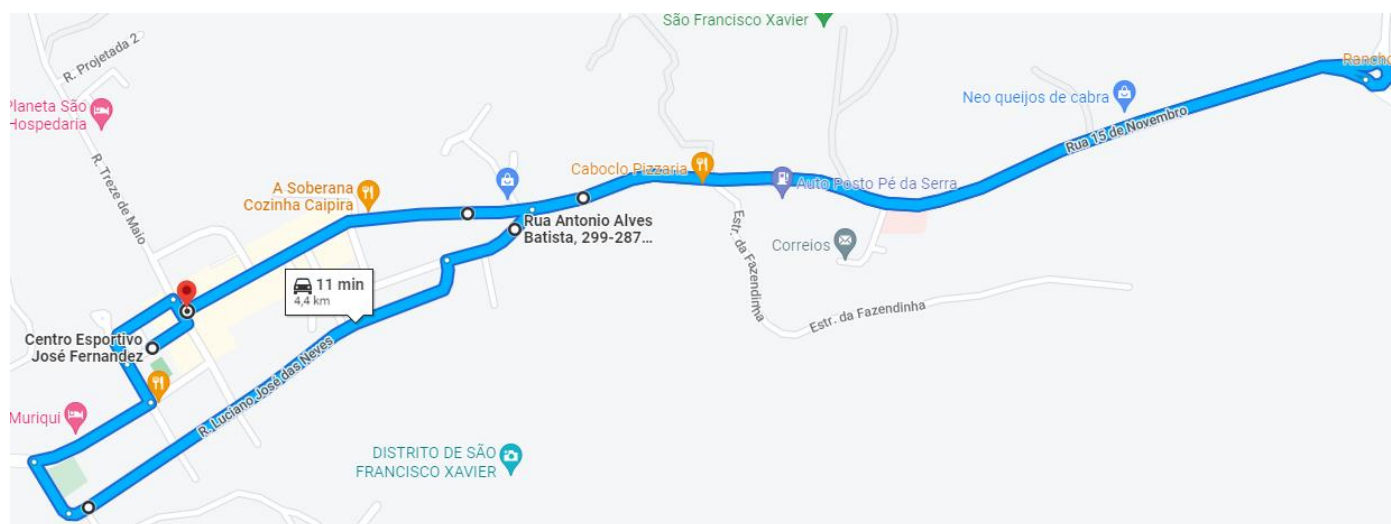 São Francisco Xavier
R. Projetada 2
Rancho
Planeta São
Hospedaria
Neo queijos de cabra
Rua 15 de Novembro
R. Treze de Maio
Caboclo Pizzaria
Auto Posto Pé da Serra
A Soberana
Cozinha Caipira
Rua Antonio Alves
Batista, 299-287...
Estr. da Fazendinha
Correios
11 min
4,4 km
Estr. da Fazendinha
Centro Esportivo
José Fernandez
R. Luciano José das Neves
Muriqui
DISTRITO DE SÃO
FRANCISCO XAVIER